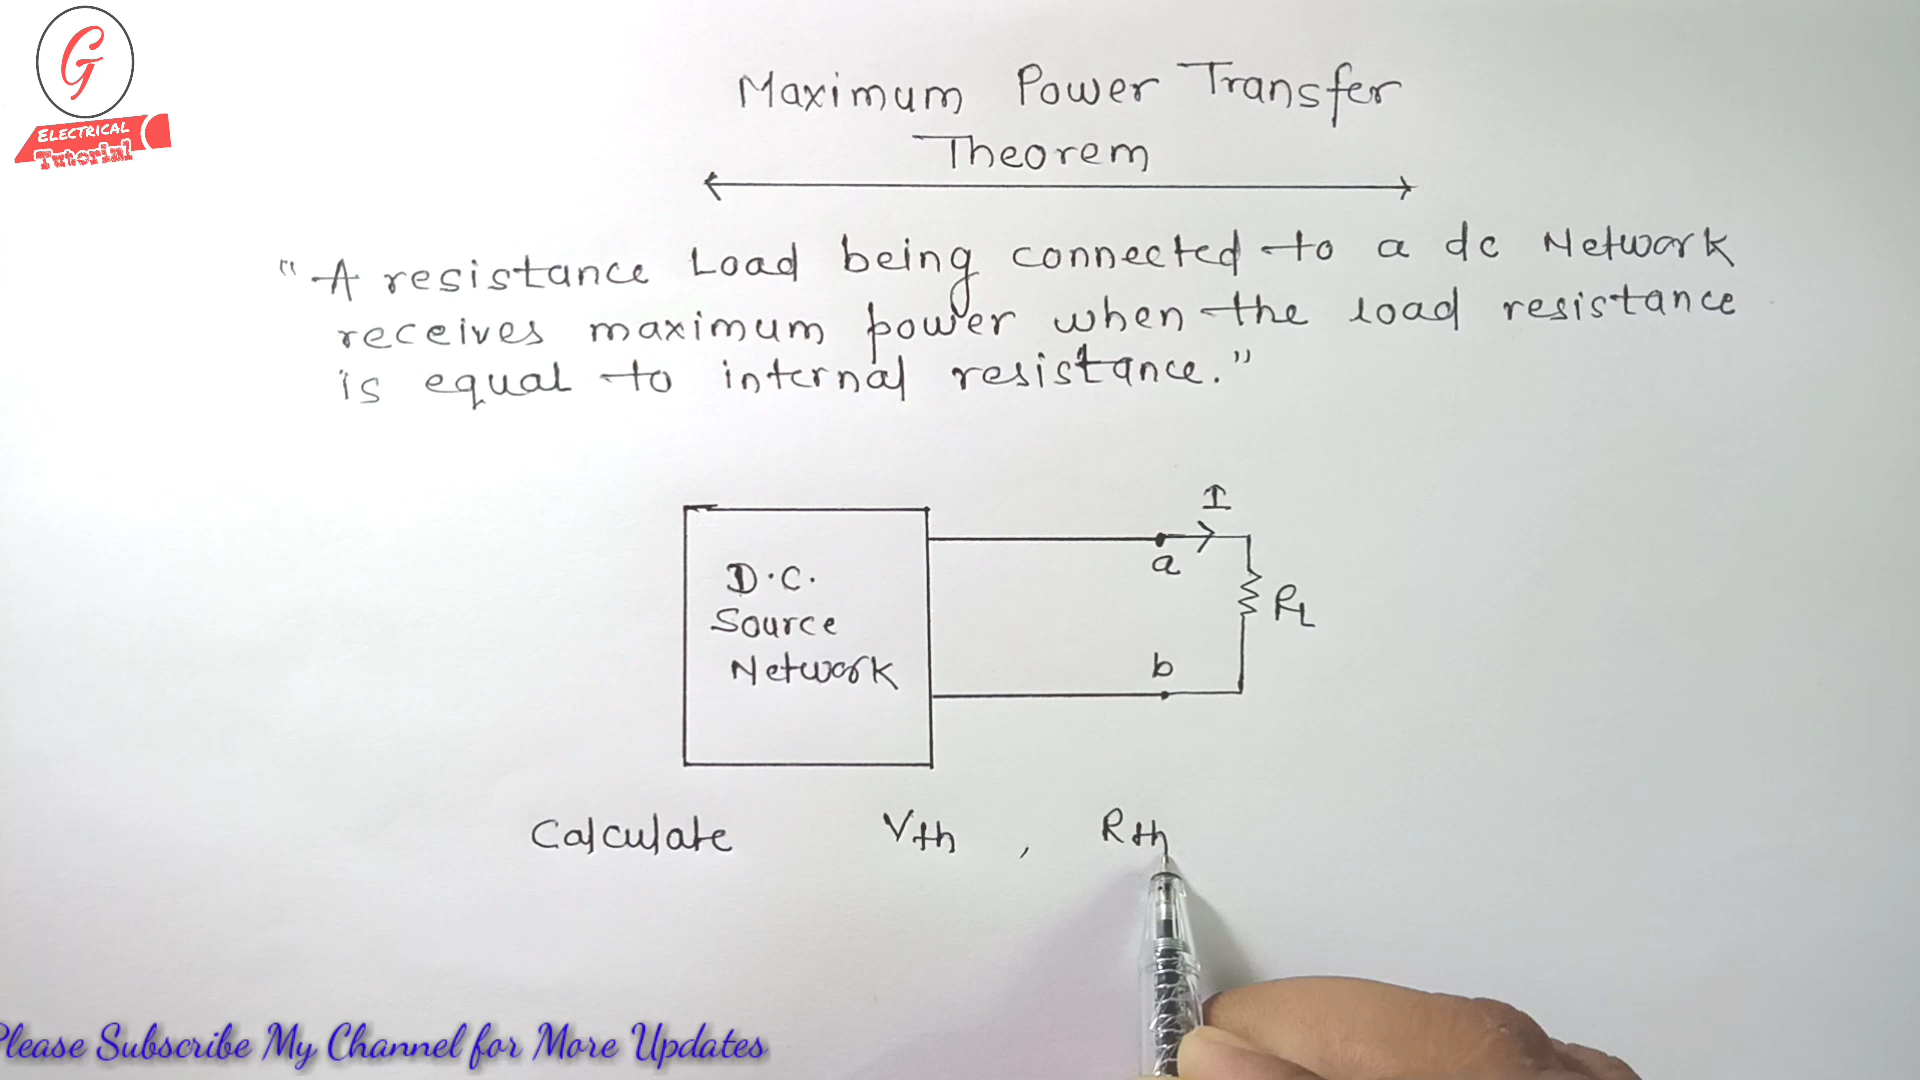 G
ELECTRICAL
Tutorial
Maximum Power Transfer
Theorem
"A resistance Load being connected to a dc Network
receives maximum power when the load resistance
is equal to internal resistance."
I
a
D.C.
Source
Network
RL
b
Calculate Vth , Rth
Please Subscribe My Channel for More Updates